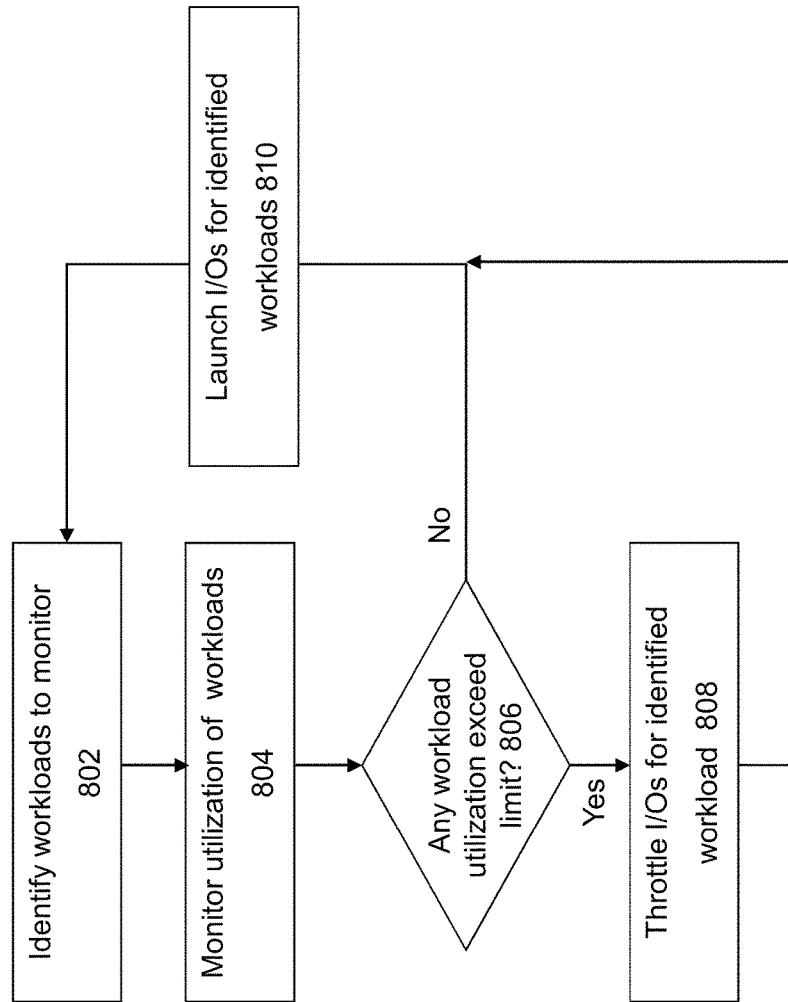 Identify workloads to monitor
802
Monitor utilization of workloads
804
Any workload
utilization exceed
limit? 806
No
Yes
Throttle I/Os for identified
workload 808
Launch I/Os for identified
workloads 810